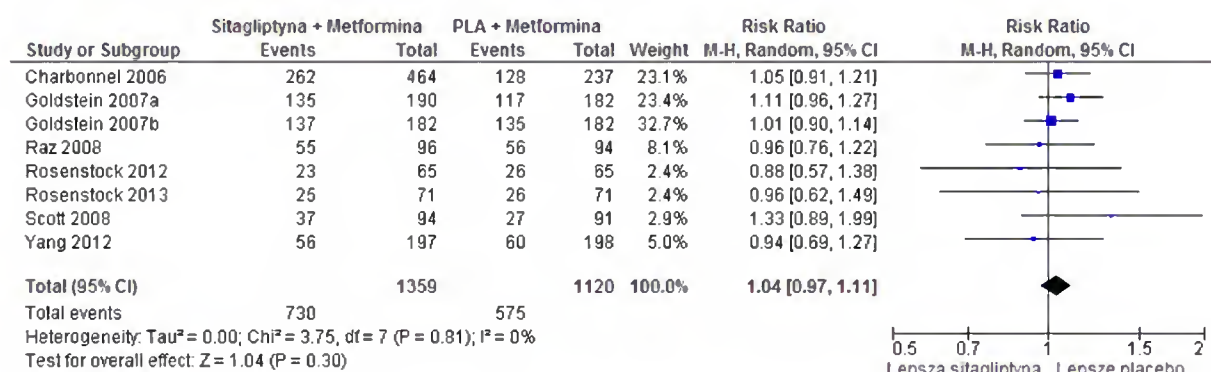 Sitagliptyna + Metformina PLA + Metformina Risk Ratio Risk Ratio
Study or Subgroup Events Total Events Total Weight M-H, Random, 95% CI M-H, Random, 95% CI
Charbonnel 2006 262 464 128 237 23.1% 1.05 [0.91, 1.21]
Goldstein 2007a 135 190 117 182 23.4% 1.11 [0.96, 1.27]
Goldstein 2007b 137 182 135 182 32.7% 1.01 [0.90, 1.14]
Raz 2008 55 96 56 94 8.1% 0.96 [0.76, 1.22]
Rosenstock 2012 23 65 26 65 2.4% 0.88 [0.57, 1.38]
Rosenstock 2013 25 71 26 71 2.4% 0.96 [0.62, 1.49]
Scott 2008 37 94 27 91 2.9% 1.33 [0.89, 1.99]
Yang 2012 56 197 60 198 5.0% 0.94 [0.69, 1.27]
Total (95% CI) 1359 1120 100.0% 1.04 [0.97, 1.11]
Total events 730 575
Heterogeneity: Tau² = 0.00; Chi² = 3.75, df = 7 (P = 0.81); I² = 0%
Test for overall effect: Z = 1.04 (P = 0.30)
0.5 0.7 1 1.5 2
Lepsza sitagliptyna Lepsze placebo